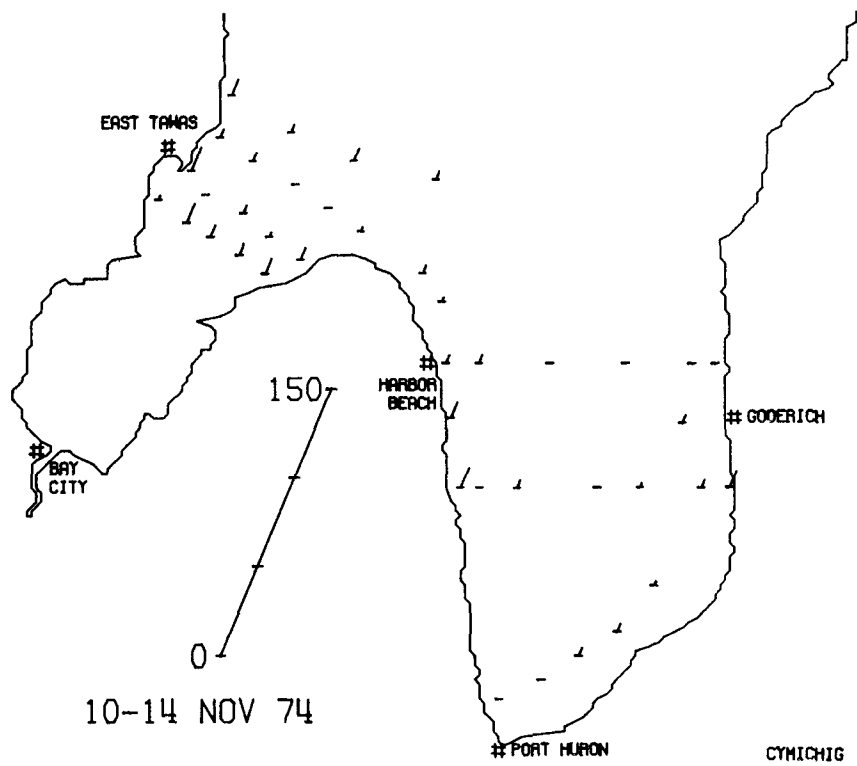 EAST TAWAS
150
HARBOR
BEACH
GODERICH
BAY
CITY
0
10-14 NOV 74
PORT HURON
CYMICHIG